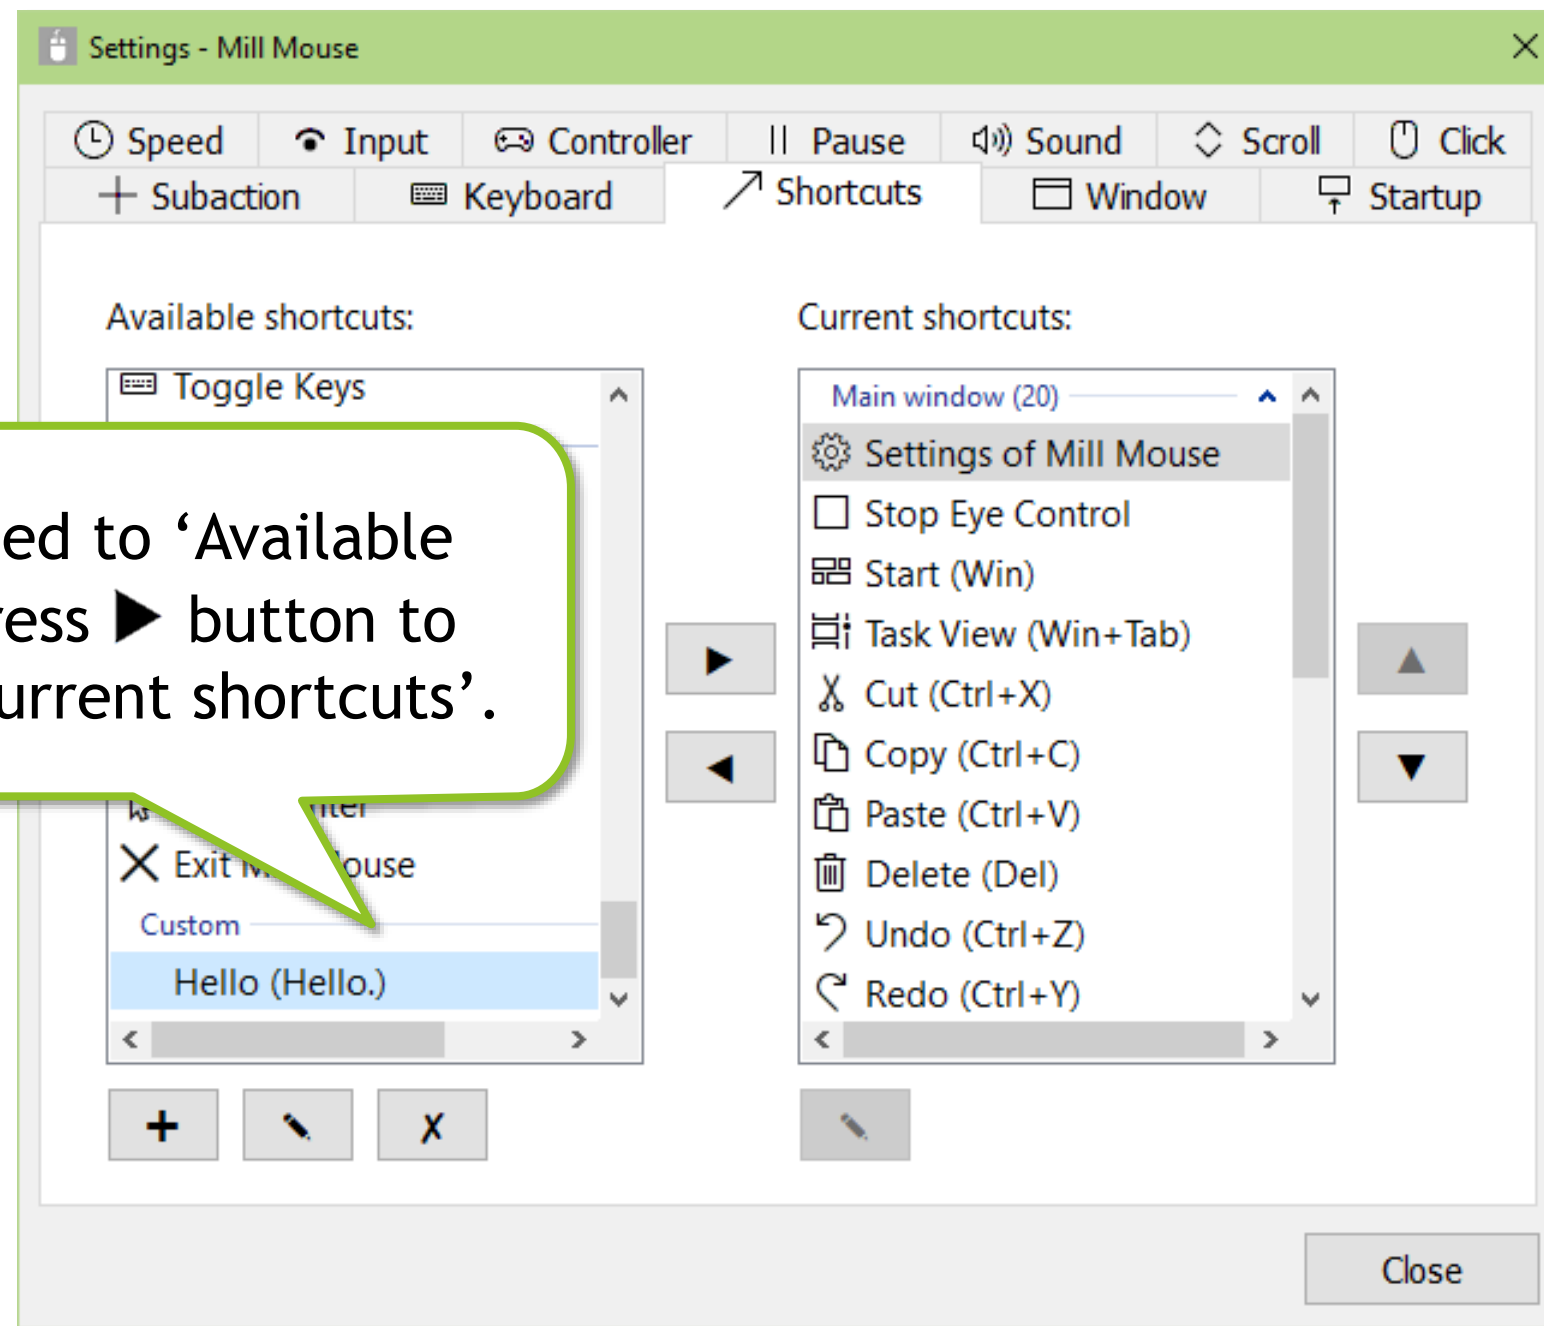 Settings - Mill Mouse
Speed Input Controller Pause Sound Scroll Click
Subaction Keyboard Shortcuts Window Startup
Available shortcuts:
Toggle Keys
ed to ‘Available
ress ▶ button to
urrent shortcuts’.
Exit Mouse
Custom
Hello (Hello.)
Current shortcuts:
Main window (20)
Settings of Mill Mouse
Stop Eye Control
Start (Win)
Task View (Win+Tab)
Cut (Ctrl+X)
Copy (Ctrl+C)
Paste (Ctrl+V)
Delete (Del)
Undo (Ctrl+Z)
Redo (Ctrl+Y)
Close